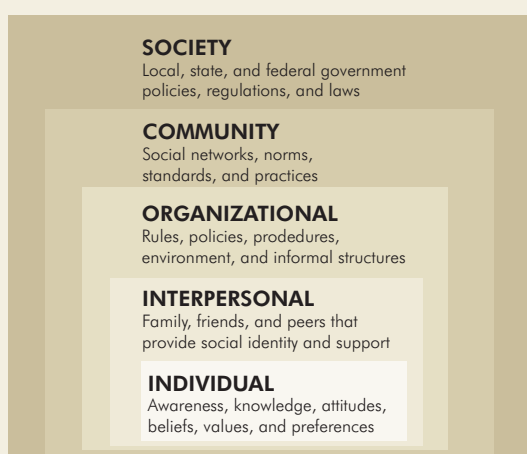 SOCIETY
Local, state, and federal government
policies, regulations, and laws
COMMUNITY
Social networks, norms,
standards, and practices
ORGANIZATIONAL
Rules, policies, prodedures,
environment, and informal structures
INTERPERSONAL
Family, friends, and peers that
provide social identity and support
INDIVIDUAL
Awareness, knowledge, attitudes,
beliefs, values, and preferences